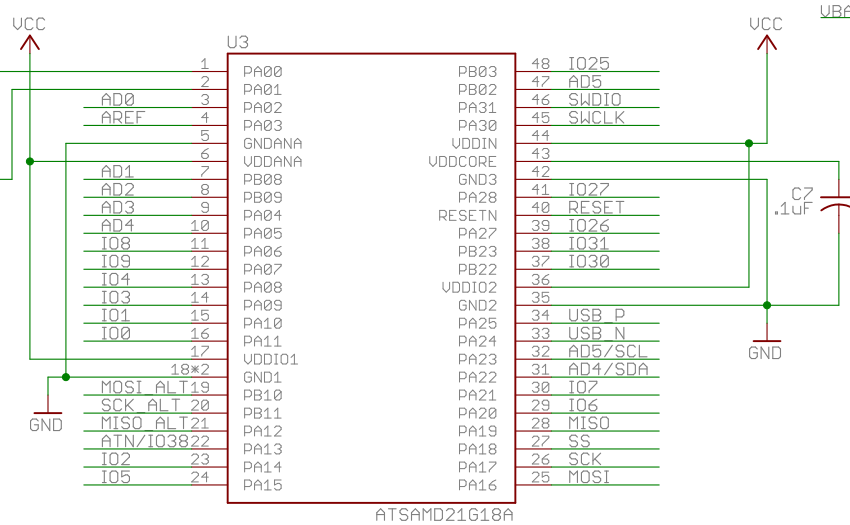 VCC
VCC
VBA
U3
1 PA00
2 PA01
AD0 3 PA02
AREF 4 PA03
5 GNDANA
6 VDDANA
AD1 7 PB08
AD2 8 PB09
AD3 9 PA04
AD4 10 PA05
IO8 11 PA06
IO9 12 PA07
IO4 13 PA08
IO3 14 PA09
IO1 15 PA10
IO0 16 PA11
17 VDDIO1
18*2 GND1
MOSI_ALT 19 PB10
SCK_ALT 20 PB11
MISO_ALT 21 PA12
ATN/IO38 22 PA13
IO2 23 PA14
IO5 24 PA15
GND
PB03 48 IO25
PB02 47 AD5
PA31 46 SWDIO
PA30 45 SWCLK
VDDIN 44
VDDCORE 43
GND3 42
PA28 41 IO27
RESETN 40 RESET
PA27 39 IO26
PB23 38 IO31
PB22 37 IO30
VDDIO2 36
GND2 35
PA25 34 USB_P
PA24 33 USB_N
PA23 32 AD5/SCL
PA22 31 AD4/SDA
PA21 30 IO7
PA20 29 IO6
PA19 28 MISO
PA18 27 SS
PA17 26 SCK
PA16 25 MOSI
C7
.1uF
GND
ATSAMD21G18A